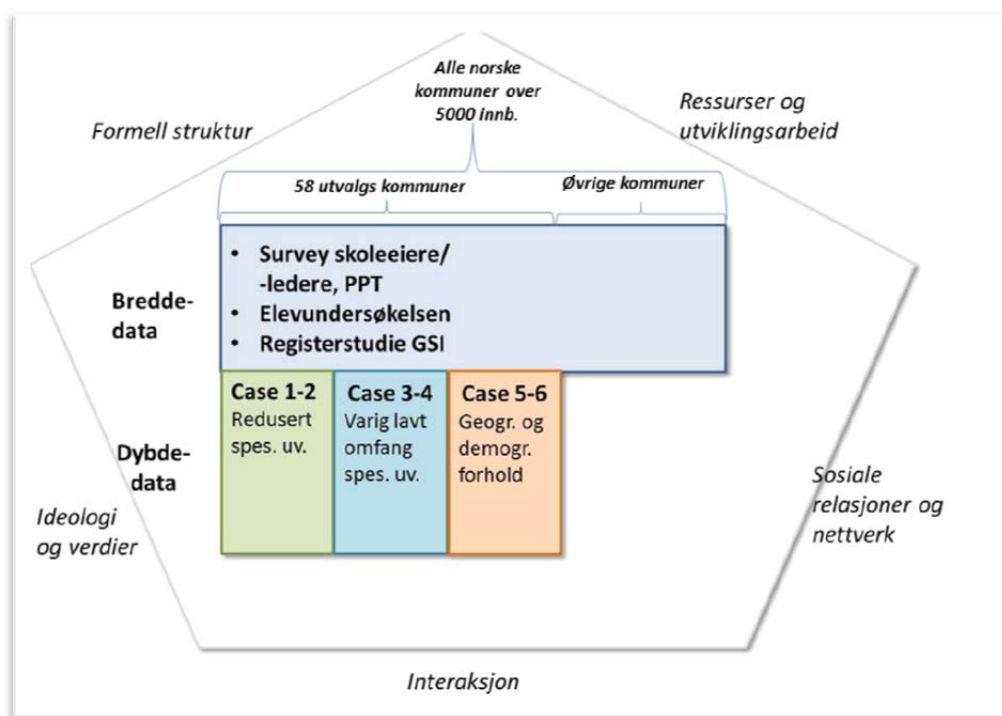 Alle norske
kommuner over
5000 innb.
Formell struktur
Ressurser og
utviklingsarbeid
58 utvalgs kommuner
Øvrige kommuner
Bredde-
data
• Survey skoleeiere/
-ledere, PPT
• Elevundersøkelsen
• Registerstudie GSI
Dybde-
data
Case 1-2
Redusert
spes. uv.
Case 3-4
Varig lavt
omfang
spes. uv.
Case 5-6
Geogr. og
demogr.
forhold
Ideologi
og verdier
Sosiale
relasjoner og
nettverk
Interaksjon